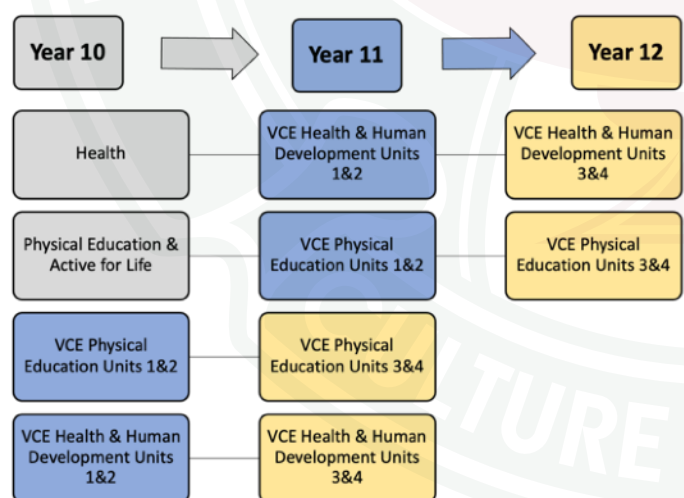 Year 10
Year 11
Year 12
Health
VCE Health & Human
Development Units
1&2
VCE Health & Human
Development Units
3&4
Physical Education &
Active for Life
VCE Physical
Education Units 1&2
VCE Physical
Education Units 3&4
VCE Physical
Education Units 1&2
VCE Physical
Education Units 3&4
VCE Health & Human
Development Units
1&2
VCE Health & Human
Development Units
3&4
CULTURE